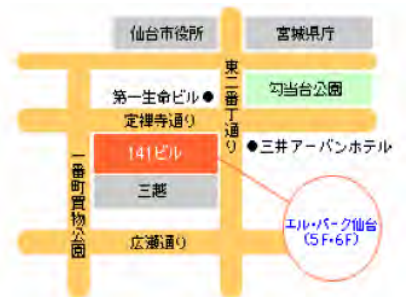 仙台市役所
宮城県庁
東二番丁通り
勾当台公園
第一生命ビル●
定禅寺通り
●三井アーバンホテル
141ビル
一番町買物公園
三越
エル・パーク仙台
(5F・6F)
広瀬通り